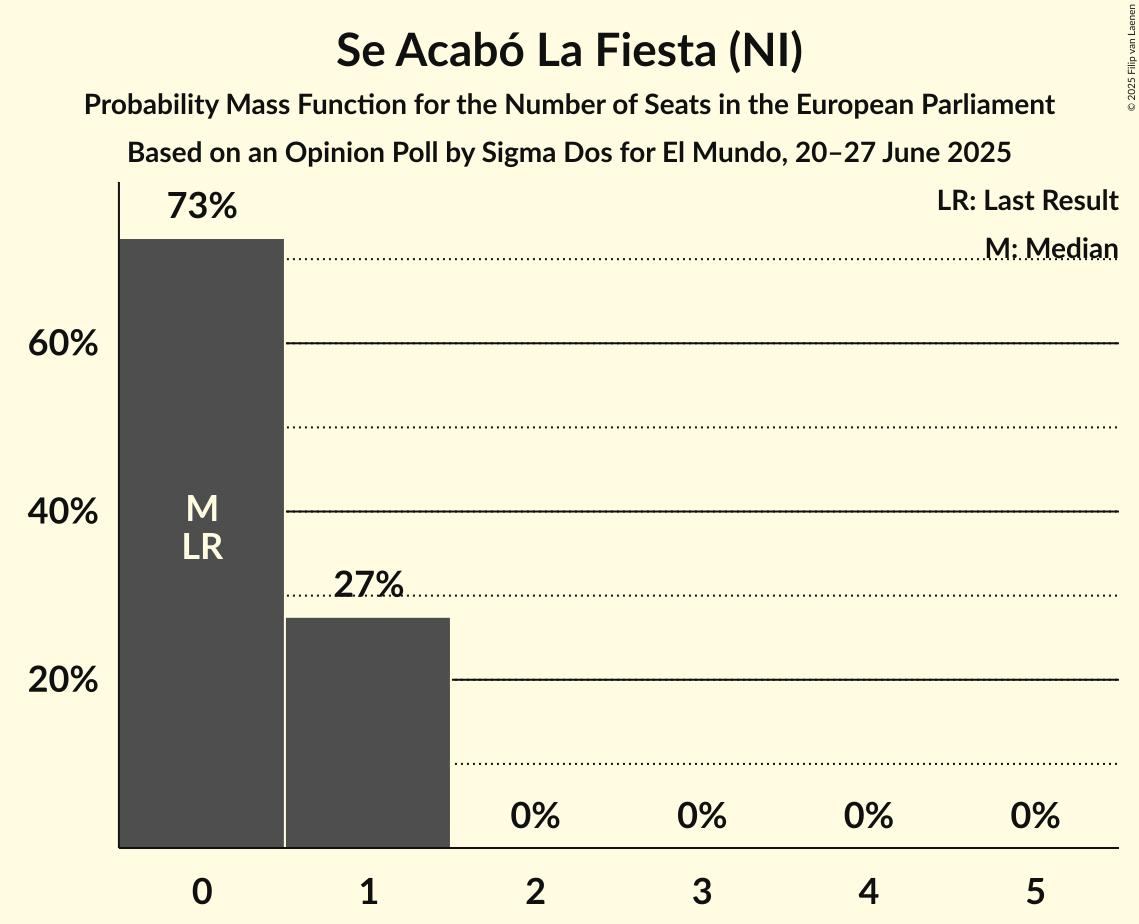 Se Acabó La Fiesta (NI)
Probability Mass Function for the Number of Seats in the European Parliament
Based on an Opinion Poll by Sigma Dos for El Mundo, 20–27 June 2025
© 2025 Filip van Laenen
LR: Last Result
M: Median
73%
60%
40%
20%
M
LR
27%
0%
0%
0%
0%
0
1
2
3
4
5